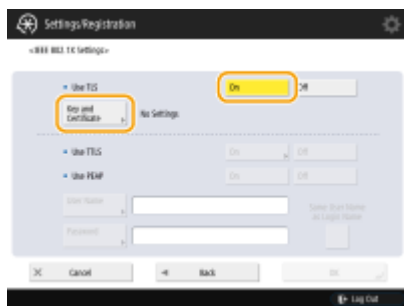 Settings/Registration
<IEEE 802.1X Settings>
Use TLS
On
Off
Key and
Certificate
No Settings
Use TTLS
On
Off
Use PEAP
On
Off
User Name
Same User Name
as Login Name
Password
Cancel
Back
OK
Log Out